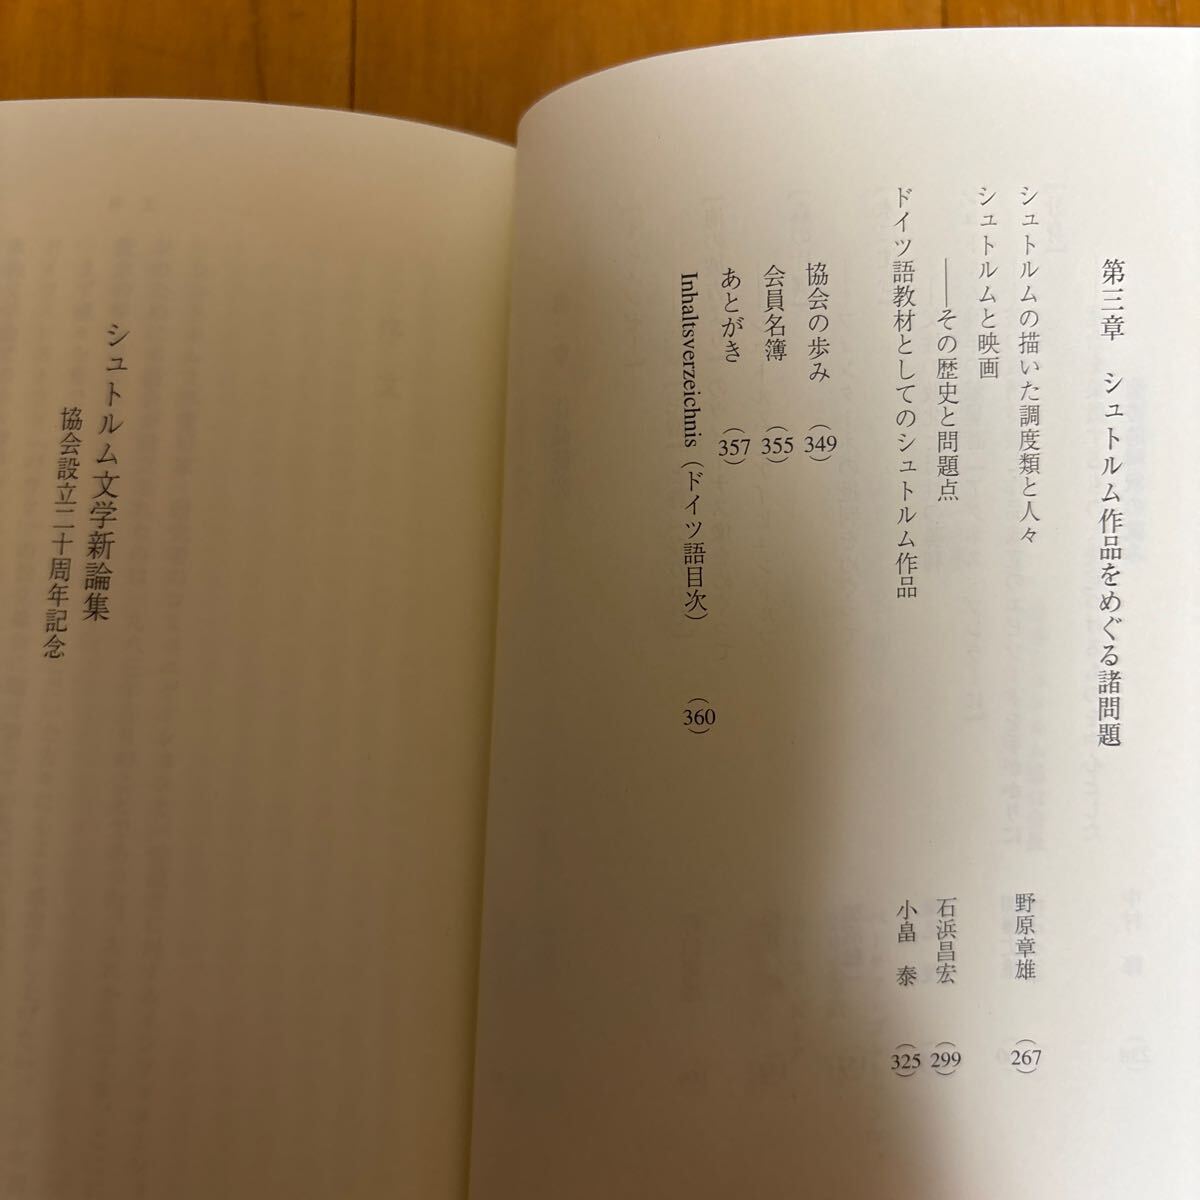 第三章　シュトルム作品をめぐる諸問題
シュトルムの描いた調度類と人々　野原章雄　(267)
シュトルムと映画
――その歴史と問題点　石浜昌宏　(299)
ドイツ語教材としてのシュトルム作品　小畠　泰　(325)
協会の歩み　(349)
会員名簿　(355)
あとがき　(357)
Inhaltsverzeichnis（ドイツ語目次）　(360)
シュトルム文学新論集
協会設立二十周年記念